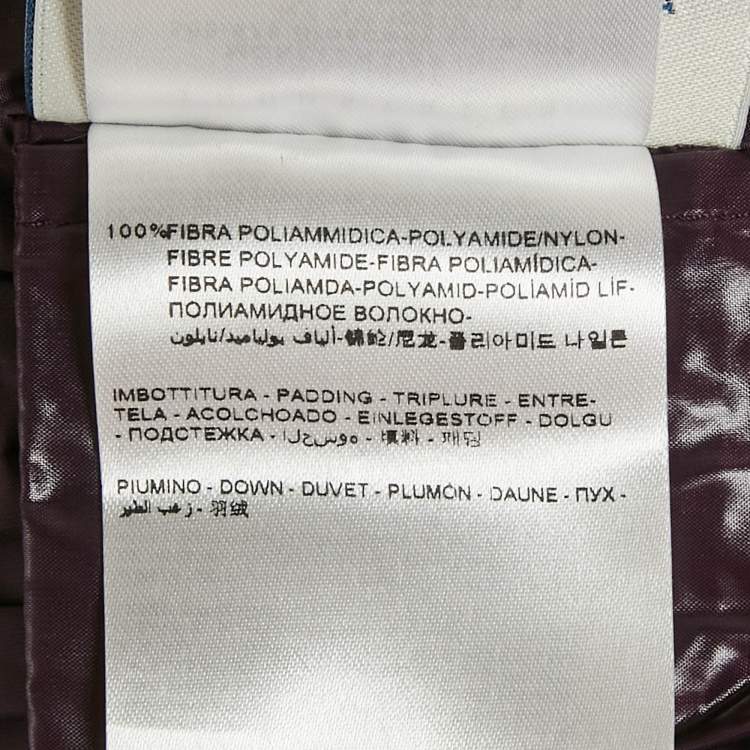 100%FIBRA POLIAMMIDICA-POLYAMIDE/NYLON-
FIBRE POLYAMIDE-FIBRA POLIAMÍDICA-
FIBRA POLIAMDA-POLYAMID-POLİAMİD LİF-
ПОЛИАМИДНОЕ ВОЛОКНО-
ألياف بولياميد/نايلون-锦纶/尼龙-폴리아미드 나일론
IMBOTTITURA - PADDING - TRIPLURE - ENTRE-
TELA - ACOLCHOADO - EINLEGESTOFF - DOLGU
- ПОДСТЕЖКА - الحشوه - 填料 - 패딩
PIUMINO - DOWN - DUVET - PLUMÓN - DAUNE - ПУХ -
زغب الطير - 羽绒